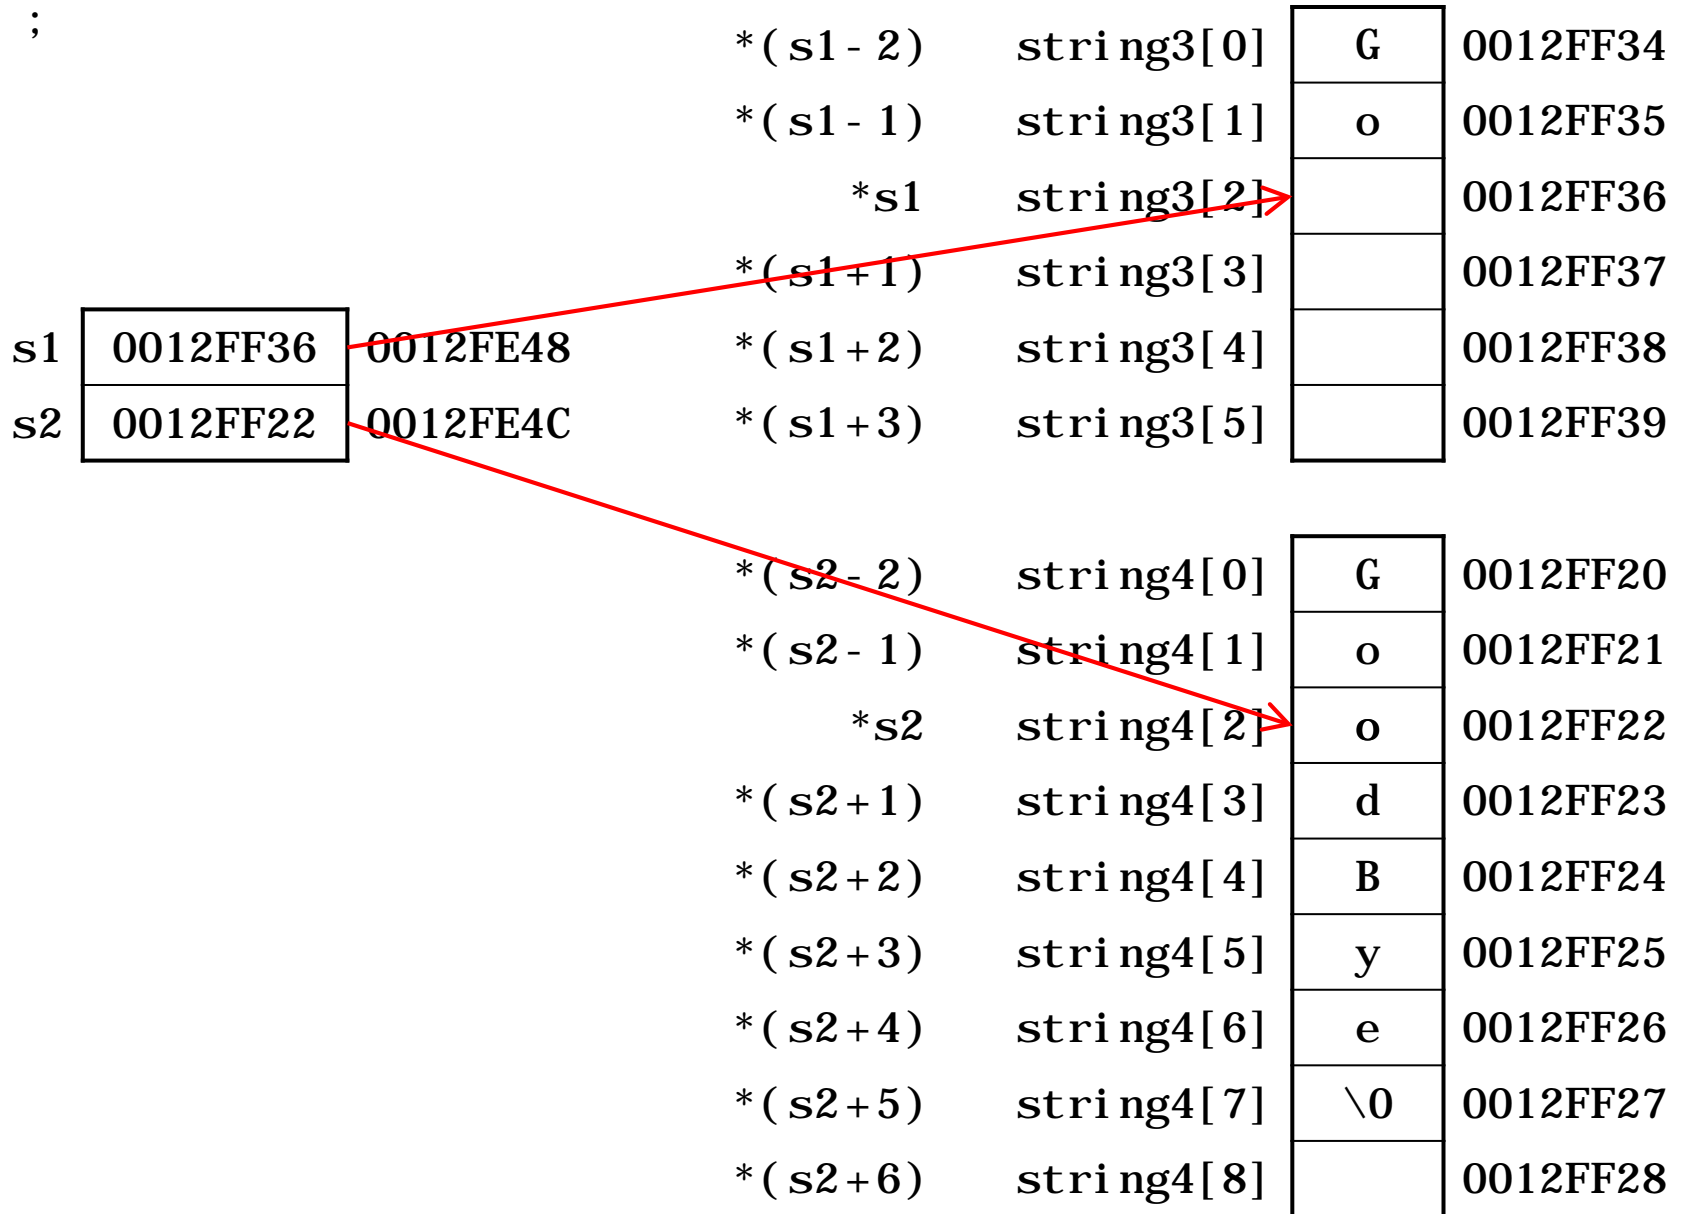 ;
*(s1-2) string3[0] G 0012FF34
*(s1-1) string3[1] o 0012FF35
*s1 string3[2] 0012FF36
*(s1+1) string3[3] 0012FF37
s1 0012FF36 0012FE48 *(s1+2) string3[4] 0012FF38
s2 0012FF22 0012FE4C *(s1+3) string3[5] 0012FF39
*(s2-2) string4[0] G 0012FF20
*(s2-1) string4[1] o 0012FF21
*s2 string4[2] o 0012FF22
*(s2+1) string4[3] d 0012FF23
*(s2+2) string4[4] B 0012FF24
*(s2+3) string4[5] y 0012FF25
*(s2+4) string4[6] e 0012FF26
*(s2+5) string4[7] \0 0012FF27
*(s2+6) string4[8] 0012FF28